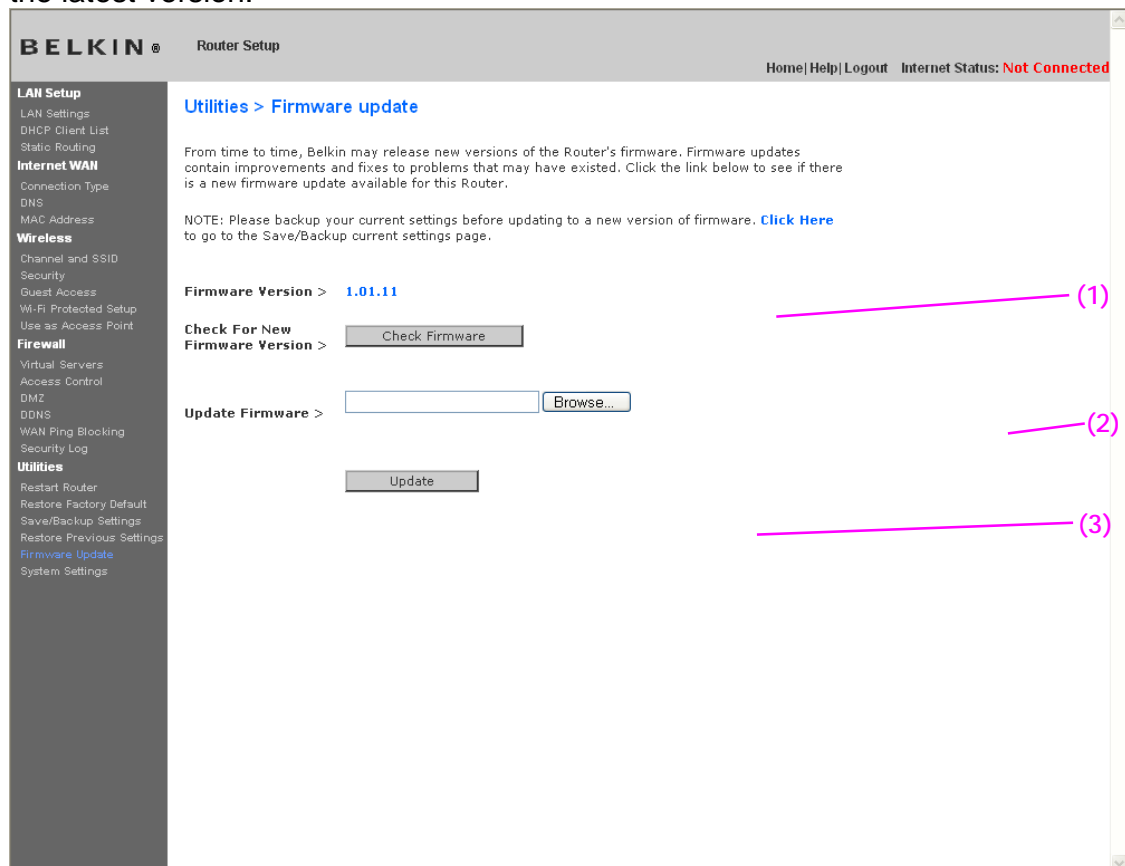 the latest version.
BELKIN ®
Router Setup
Home| Help| Logout Internet Status: Not Connected
LAN Setup
LAN Settings
DHCP Client List
Static Routing
Internet WAN
Connection Type
DNS
MAC Address
Wireless
Channel and SSID
Security
Guest Access
Wi-Fi Protected Setup
Use as Access Point
Firewall
Virtual Servers
Access Control
DMZ
DDNS
WAN Ping Blocking
Security Log
Utilities
Restart Router
Restore Factory Default
Save/Backup Settings
Restore Previous Settings
Firmware Update
System Settings
Utilities > Firmware update
From time to time, Belkin may release new versions of the Router's firmware. Firmware updates
contain improvements and fixes to problems that may have existed. Click the link below to see if there
is a new firmware update available for this Router.
NOTE: Please backup your current settings before updating to a new version of firmware. Click Here
to go to the Save/Backup current settings page.
Firmware Version > 1.01.11
(1)
Check For New
Firmware Version >
Check Firmware
Update Firmware >
Browse...
(2)
Update
(3)